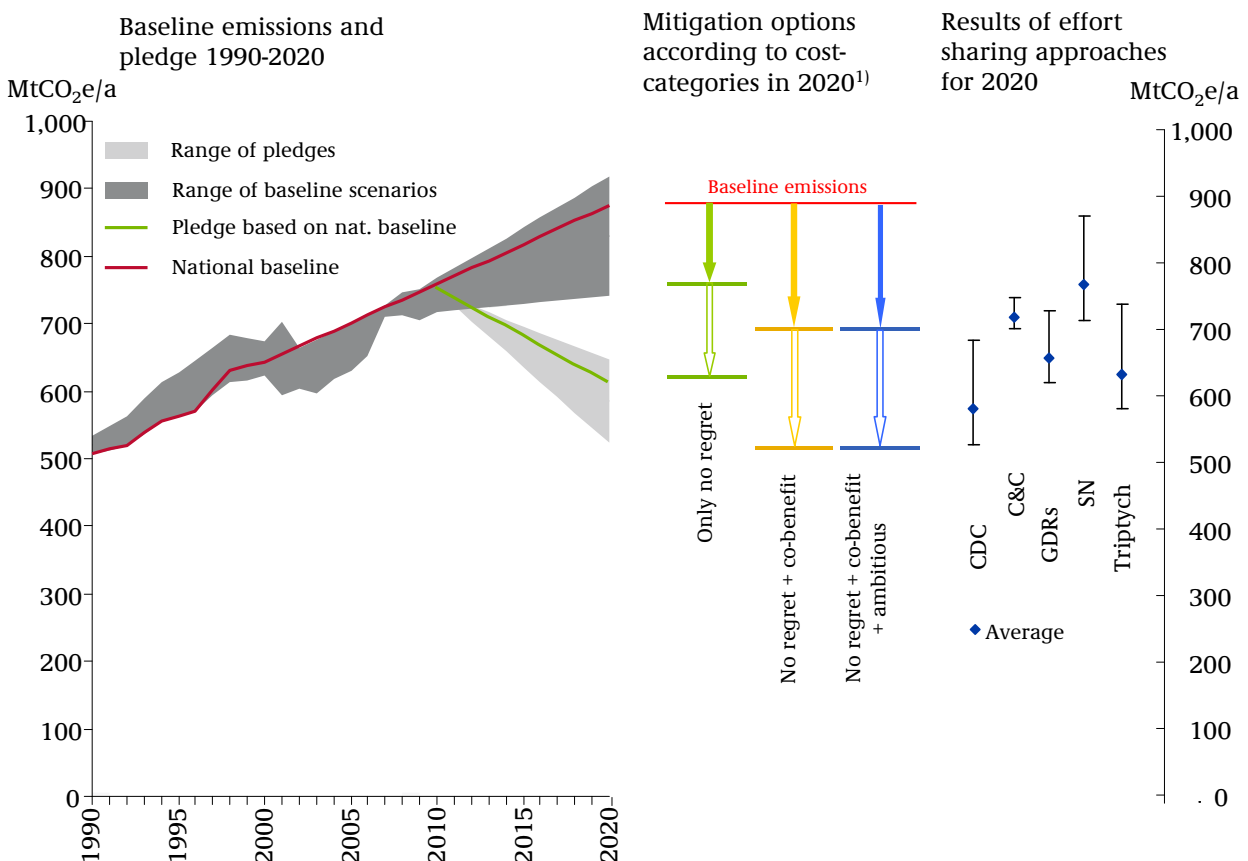 Baseline emissions and
pledge 1990-2020
Mitigation options
according to cost-
categories in 2020¹⁾
Results of effort
sharing approaches
for 2020
MtCO₂e/a
MtCO₂e/a
1,000
900
800
700
600
500
400
300
200
100
0
Range of pledges
Range of baseline scenarios
Pledge based on nat. baseline
National baseline
1990
1995
2000
2005
2010
2015
2020
Baseline emissions
Only no regret
No regret + co-benefit
No regret + co-benefit
+ ambitious
CDC
C&C
GDRs
SN
Triptych
Average
1,000
900
800
700
600
500
400
300
200
100
0